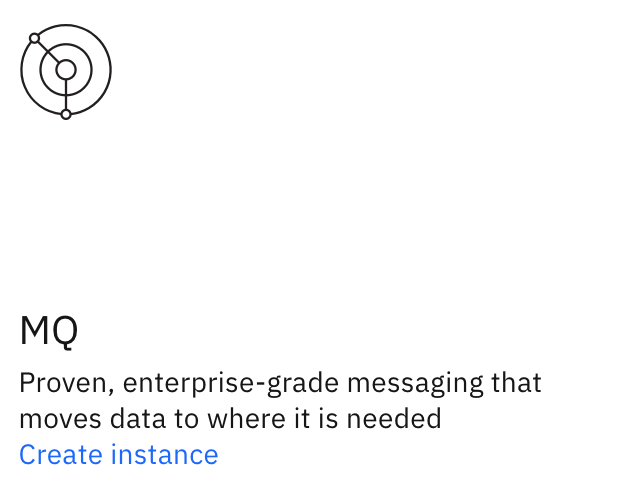 MQ
Proven, enterprise-grade messaging that
moves data to where it is needed
Create instance